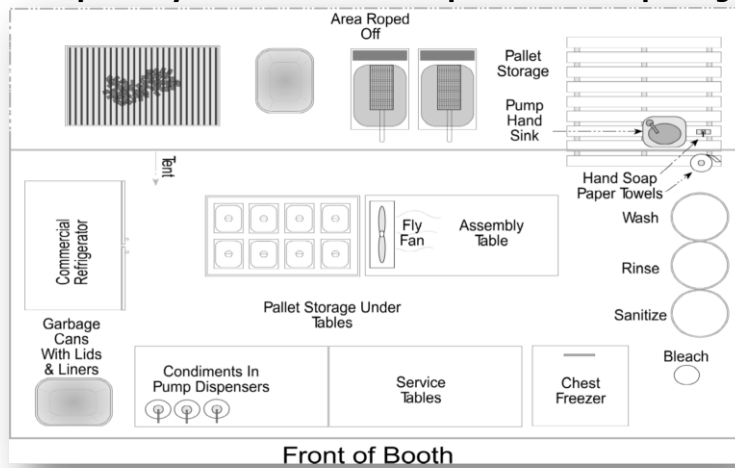 Area Roped
Off
Pallet
Storage
Pump
Hand
Sink
Tent
Hand Soap
Paper Towels
Commercial
Refrigerator
Fly
Fan
Assembly
Table
Wash
Rinse
Sanitize
Pallet Storage Under
Tables
Garbage
Cans
With Lids
& Liners
Condiments In
Pump Dispensers
Service
Tables
Chest
Freezer
Bleach
Front of Booth